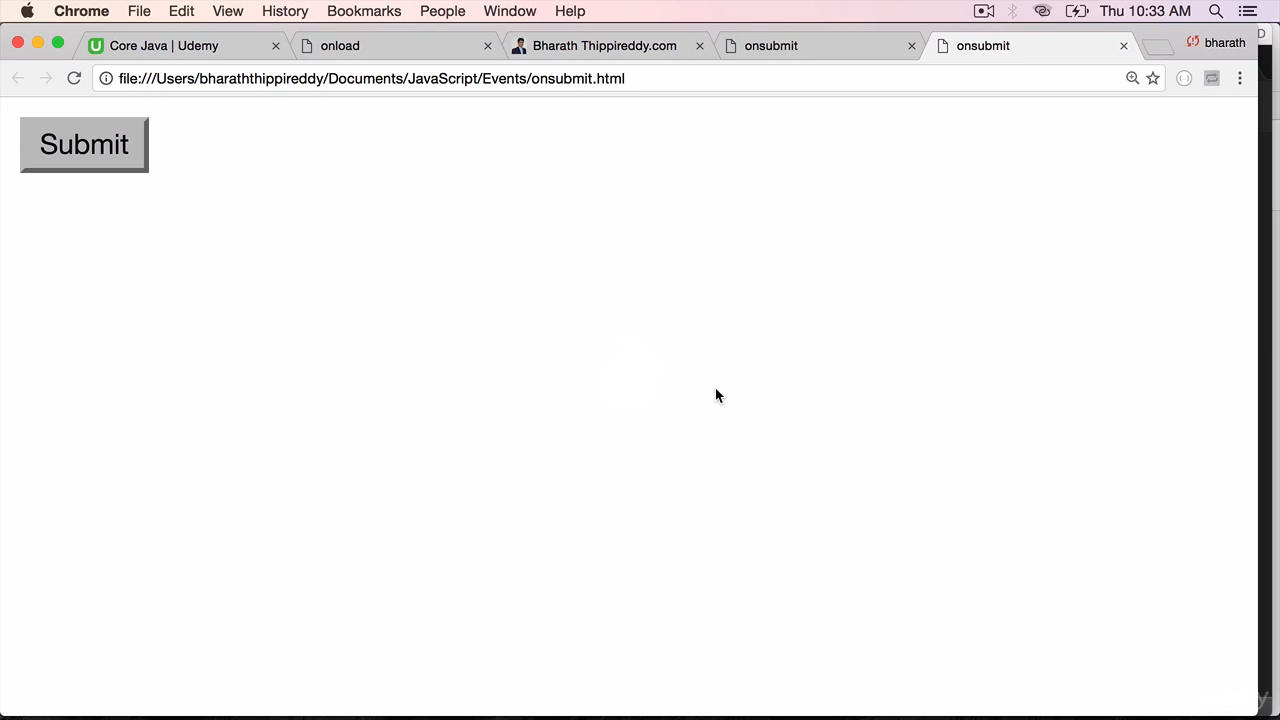 Chrome File Edit View History Bookmarks People Window Help Thu 10:33 AM
Core Java | Udemy onload Bharath Thippireddy.com onsubmit onsubmit bharath
file:///Users/bharaththippireddy/Documents/JavaScript/Events/onsubmit.html
Submit